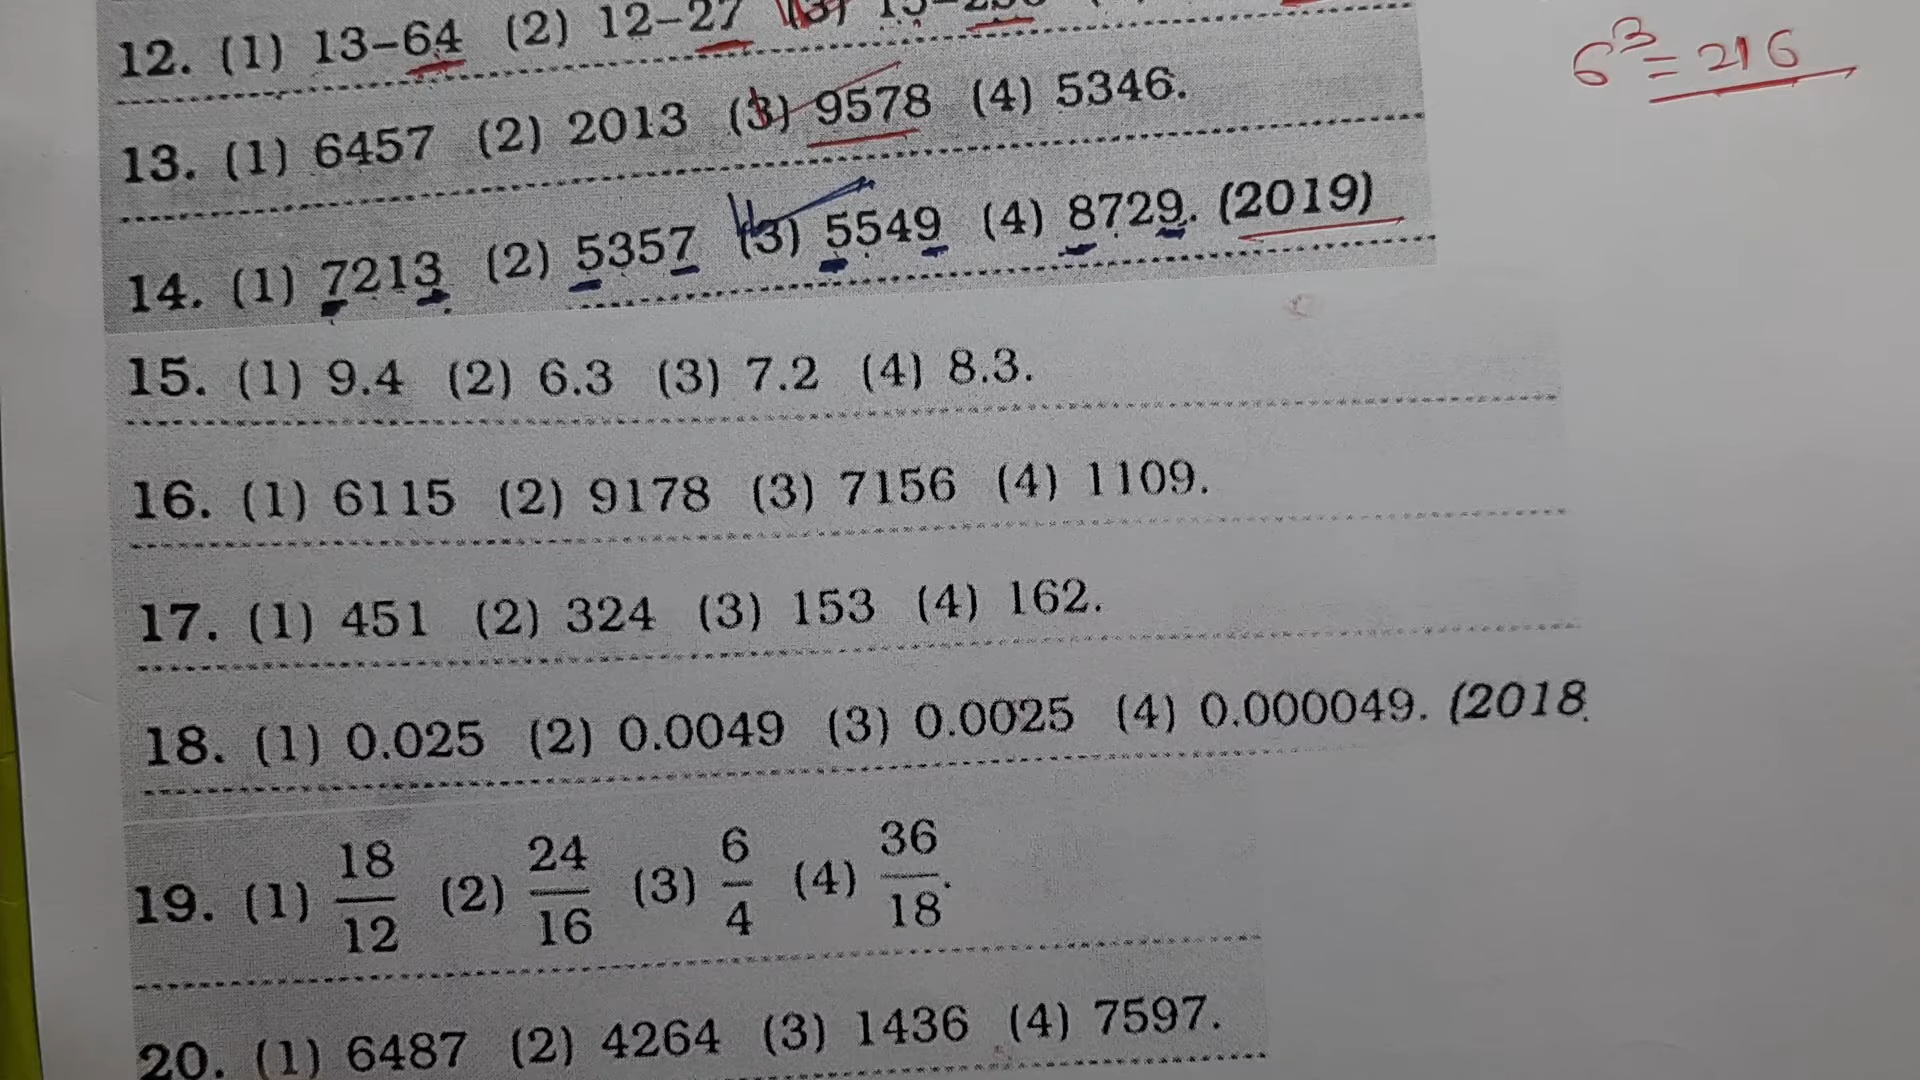 12. (1) 13–64 (2) 12–27 (3)
6³ = 216
13. (1) 6457 (2) 2013 (3) 9578 (4) 5346.
14. (1) 7213 (2) 5357 (3) 5549 (4) 8729. (2019)
15. (1) 9.4 (2) 6.3 (3) 7.2 (4) 8.3.
16. (1) 6115 (2) 9178 (3) 7156 (4) 1109.
17. (1) 451 (2) 324 (3) 153 (4) 162.
18. (1) 0.025 (2) 0.0049 (3) 0.0025 (4) 0.000049. (2018
19. (1) 18/12 (2) 24/16 (3) 6/4 (4) 36/18.
20. (1) 6487 (2) 4264 (3) 1436 (4) 7597.